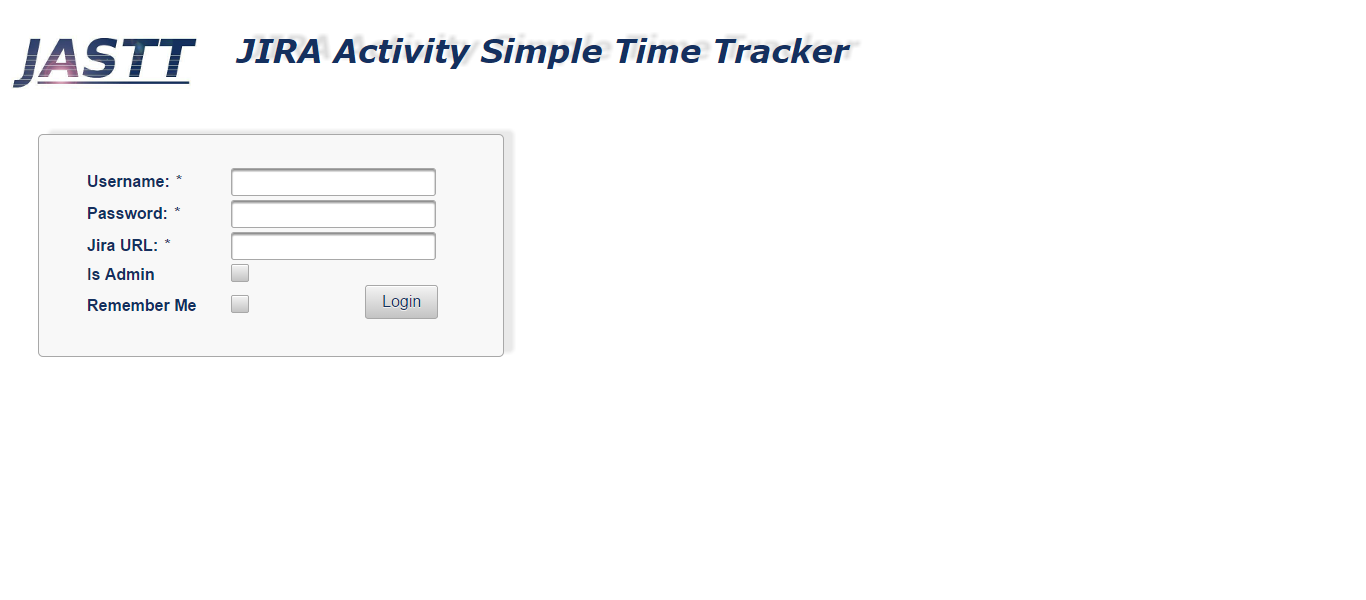 JASTT
JIRA Activity Simple Time Tracker
Username: *
Password: *
Jira URL: *
Is Admin
Remember Me
Login